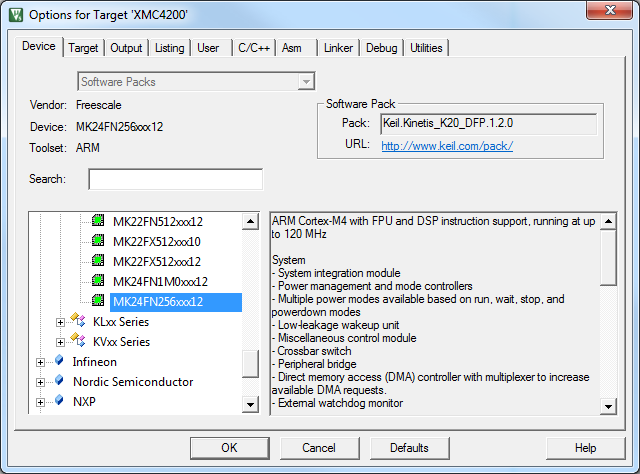 Options for Target 'XMC4200'
Device Target Output Listing User C/C++ Asm Linker Debug Utilities
Software Packs
Vendor: Freescale
Device: MK24FN256xxx12
Toolset: ARM
Search:
Software Pack
Pack: Keil.Kinetis_K20_DFP.1.2.0
URL: http://www.keil.com/pack/
MK22FN512xxx12
MK22FX512xxx10
MK22FX512xxx12
MK24FN1M0xxx12
MK24FN256xxx12
KLxx Series
KVxx Series
Infineon
Nordic Semiconductor
NXP
ARM Cortex-M4 with FPU and DSP instruction support, running at up
to 120 MHz
System
- System integration module
- Power management and mode controllers
- Multiple power modes available based on run, wait, stop, and
powerdown modes
- Low-leakage wakeup unit
- Miscellaneous control module
- Crossbar switch
- Peripheral bridge
- Direct memory access (DMA) controller with multiplexer to increase
available DMA requests.
- External watchdog monitor
OK Cancel Defaults Help